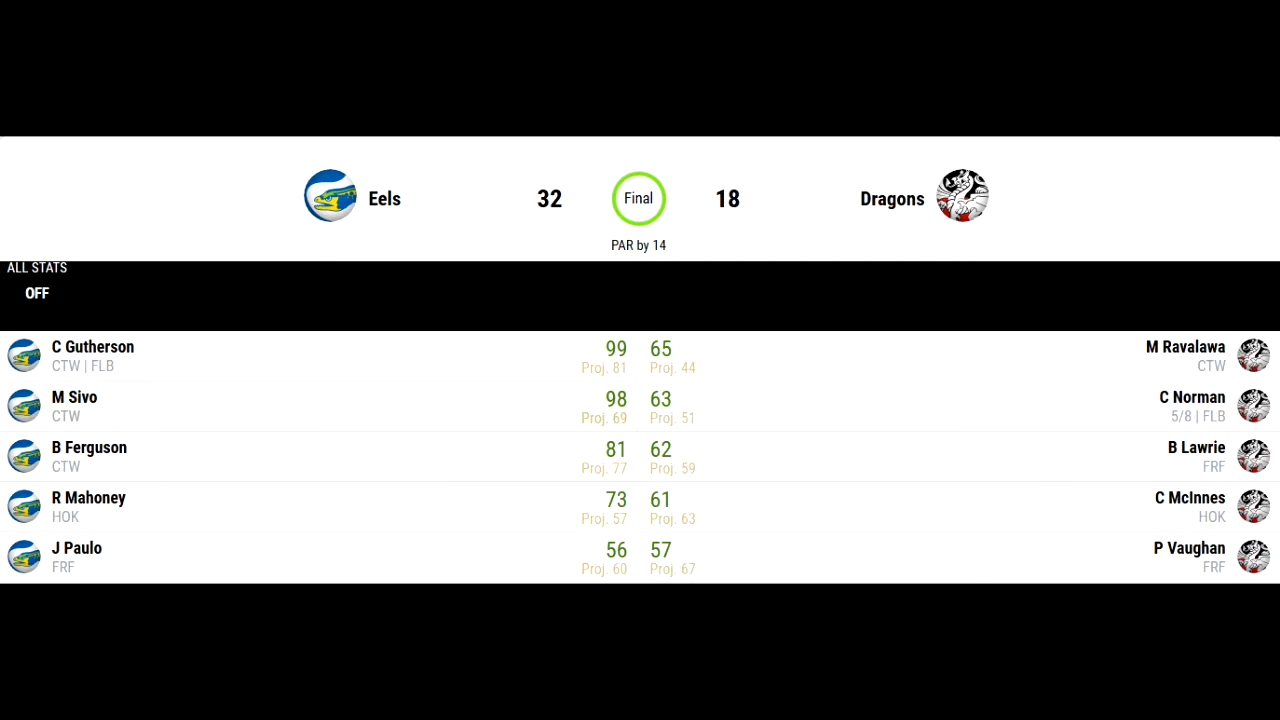 Eels 32 Final 18 Dragons
PAR by 14
ALL STATS
OFF
C Gutherson 99 65 M Ravalawa
CTW | FLB Proj. 81 Proj. 44 CTW
M Sivo 98 63 C Norman
CTW Proj. 69 Proj. 51 5/8 | FLB
B Ferguson 81 62 B Lawrie
CTW Proj. 77 Proj. 59 FRF
R Mahoney 73 61 C McInnes
HOK Proj. 57 Proj. 63 HOK
J Paulo 56 57 P Vaughan
FRF Proj. 60 Proj. 67 FRF